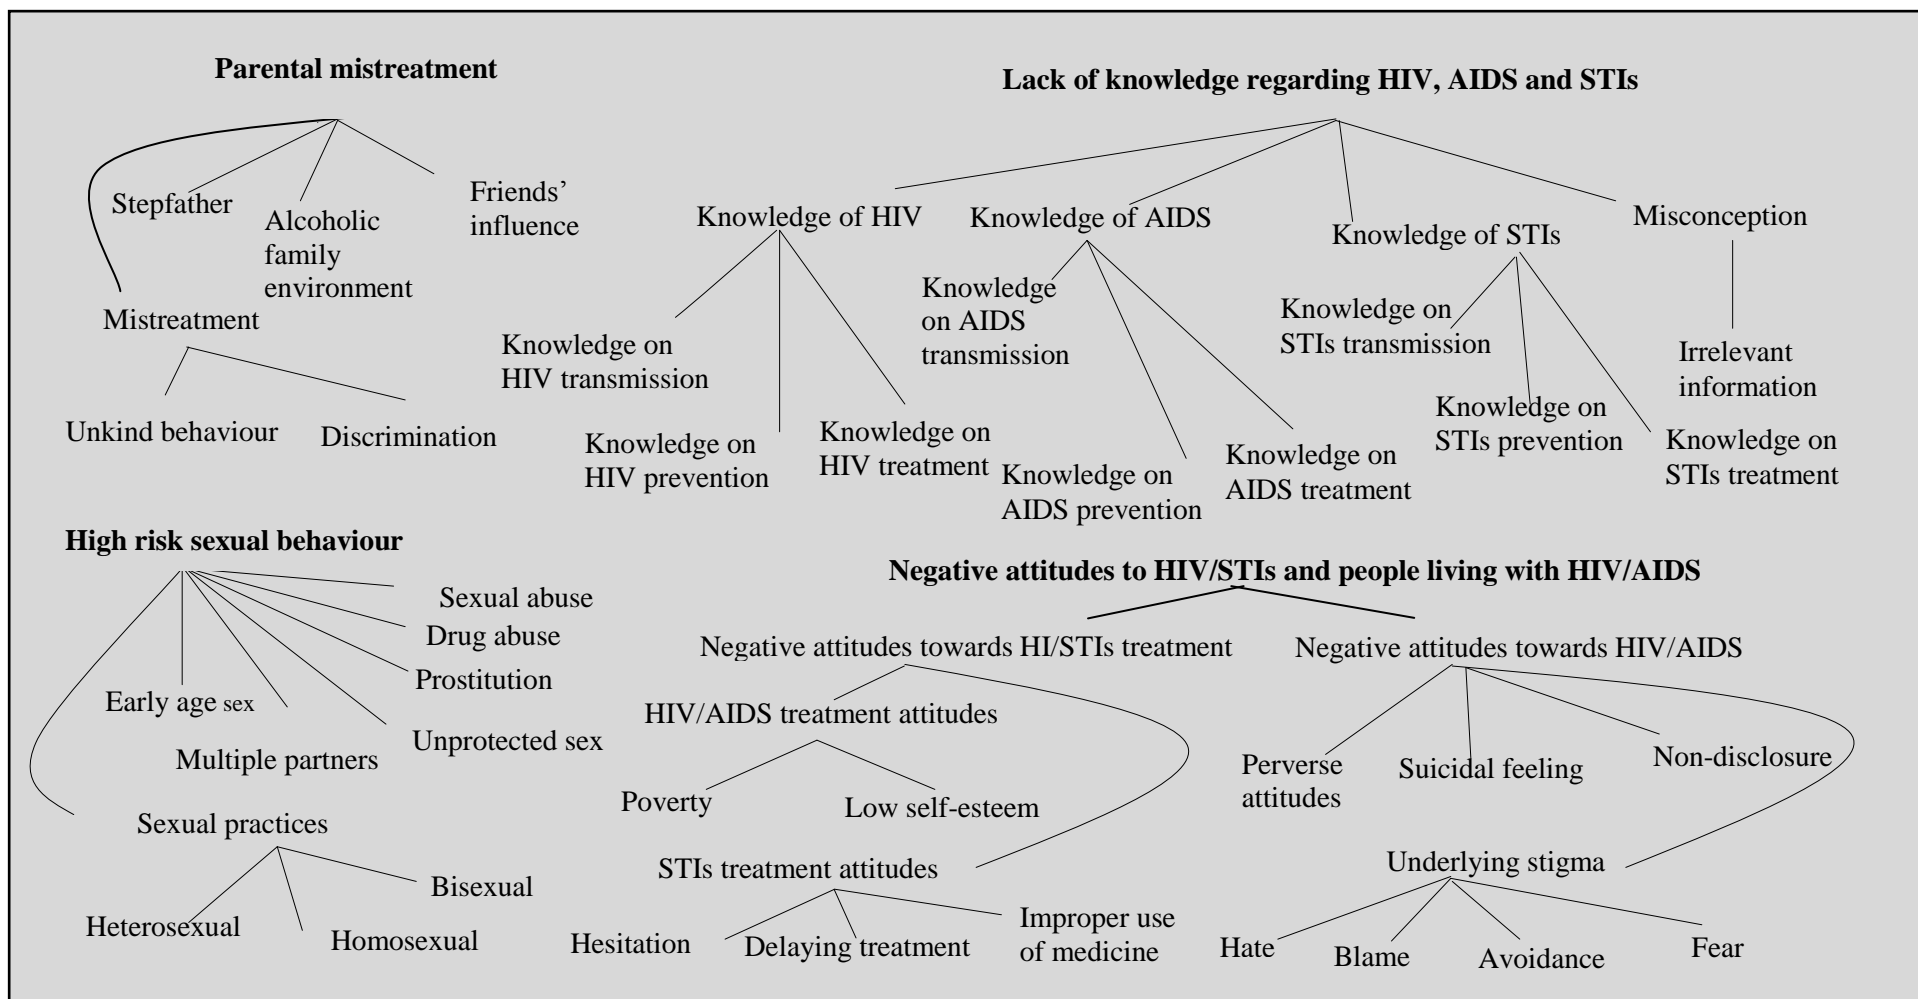 Parental mistreatment
Stepfather
Alcoholic
family
environment
Friends’
influence
Mistreatment
Unkind behaviour
Discrimination
Lack of knowledge regarding HIV, AIDS and STIs
Knowledge of HIV
Knowledge of AIDS
Knowledge of STIs
Misconception
Knowledge on
HIV transmission
Knowledge on
HIV prevention
Knowledge on
HIV treatment
Knowledge
on AIDS
transmission
Knowledge on
AIDS prevention
Knowledge on
AIDS treatment
Knowledge on
STIs transmission
Knowledge on
STIs prevention
Knowledge on
STIs treatment
Irrelevant
information
High risk sexual behaviour
Sexual abuse
Drug abuse
Prostitution
Early age sex
Unprotected sex
Multiple partners
Sexual practices
Bisexual
Heterosexual
Homosexual
Negative attitudes to HIV/STIs and people living with HIV/AIDS
Negative attitudes towards HI/STIs treatment
HIV/AIDS treatment attitudes
Poverty
Low self-esteem
STIs treatment attitudes
Hesitation
Delaying treatment
Improper use
of medicine
Negative attitudes towards HIV/AIDS
Perverse
attitudes
Suicidal feeling
Non-disclosure
Underlying stigma
Hate
Blame
Avoidance
Fear